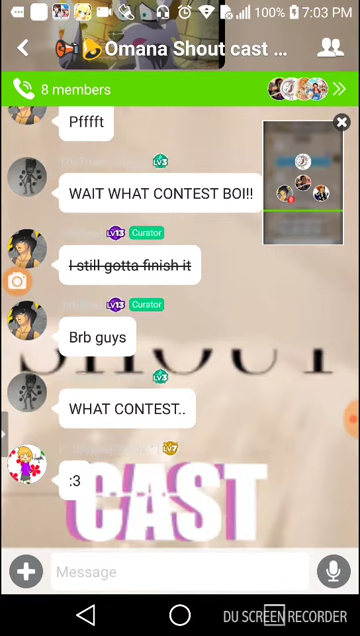 100% 7:03 PM
Omana Shout cast ...
8 members
Pfffft
LV3
WAIT WHAT CONTEST BOI!!!
LV13 Curator
I still gotta finish it
LV13 Curator
Brb guys
SHOUT
LV3
WHAT CONTEST..
LV7
:3
CAST
Message
DU SCREEN RECORDER